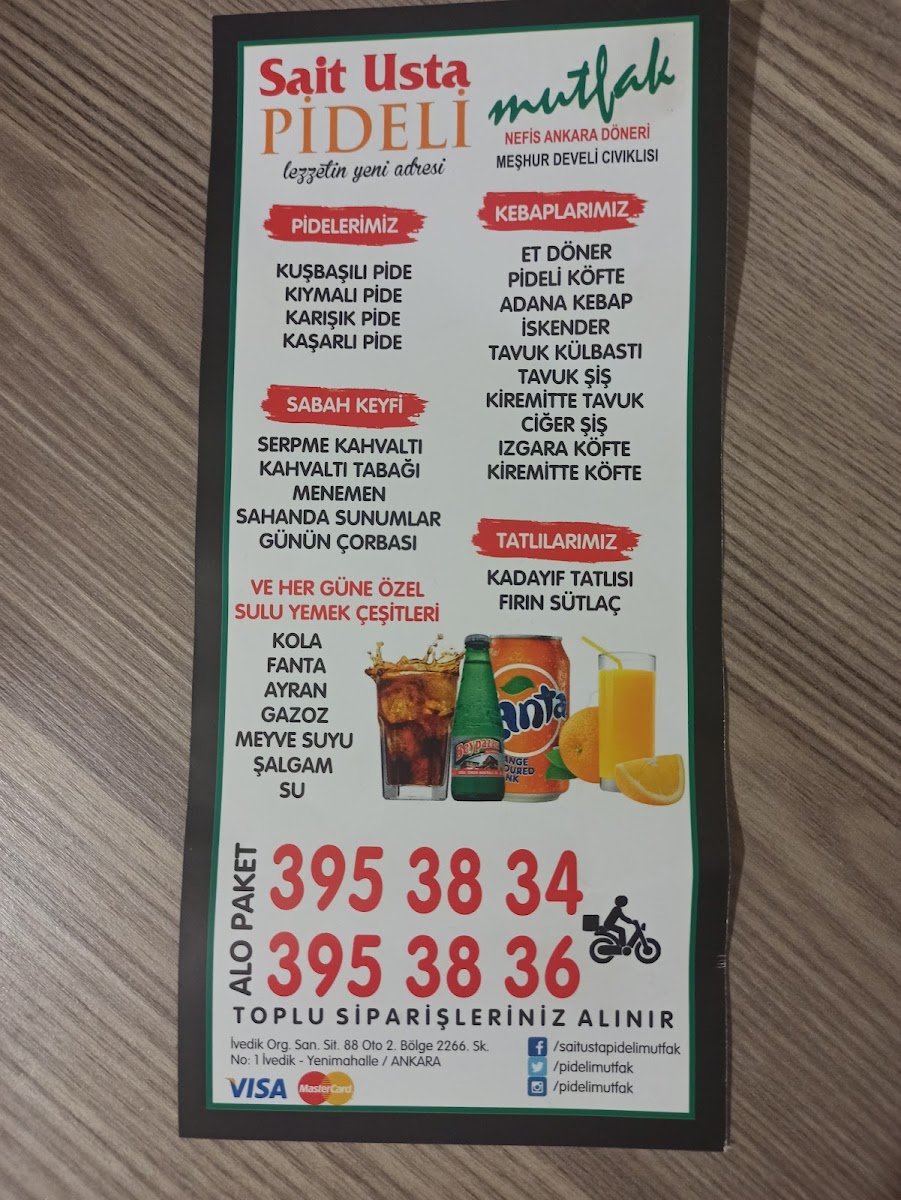 Sait Usta
PİDELİ
lezzetin yeni adresi
mutfak
NEFİS ANKARA DÖNERİ
MEŞHUR DEVELİ CIVIKLISI
PİDELERİMİZ
KUŞBAŞILI PİDE
KIYMALI PİDE
KARIŞIK PİDE
KAŞARLI PİDE
SABAH KEYFİ
SERPME KAHVALTI
KAHVALTI TABAĞI
MENEMEN
SAHANDA SUNUMLAR
GÜNÜN ÇORBASI
VE HER GÜNE ÖZEL
SULU YEMEK ÇEŞİTLERİ
KOLA
FANTA
AYRAN
GAZOZ
MEYVE SUYU
ŞALGAM
SU
KEBAPLARIMIZ
ET DÖNER
PİDELİ KÖFTE
ADANA KEBAP
İSKENDER
TAVUK KÜLBASTI
TAVUK ŞİŞ
KİREMİTTE TAVUK
CİĞER ŞİŞ
IZGARA KÖFTE
KİREMİTTE KÖFTE
TATLILARIMIZ
KADAYIF TATLISI
FIRIN SÜTLAÇ
ALO PAKET
395 38 34
395 38 36
TOPLU SİPARİŞLERİNİZ ALINIR
İvedik Org. San. Sit. 88 Oto 2. Bölge 2266. Sk.
No: 1 İvedik - Yenimahalle / ANKARA
VISA MasterCard
/saitustapidelimutfak
/pidelimutfak
/pidelimutfak